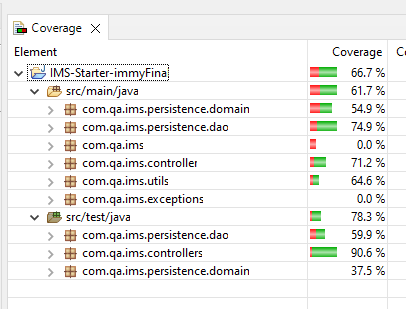 Coverage
Element Coverage Co
IMS-Starter-immyFina 66.7 %
src/main/java 61.7 %
com.qa.ims.persistence.domain 54.9 %
com.qa.ims.persistence.dao 74.9 %
com.qa.ims 0.0 %
com.qa.ims.controller 71.2 %
com.qa.ims.utils 64.6 %
com.qa.ims.exceptions 0.0 %
src/test/java 78.3 %
com.qa.ims.persistence.dao 59.9 %
com.qa.ims.controllers 90.6 %
com.qa.ims.persistence.domain 37.5 %